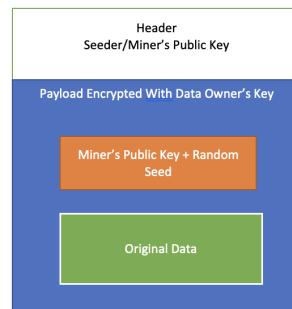 Header
Seeder/Miner's Public Key
Payload Encrypted With Data Owner's Key
Miner's Public Key + Random
Seed
Original Data